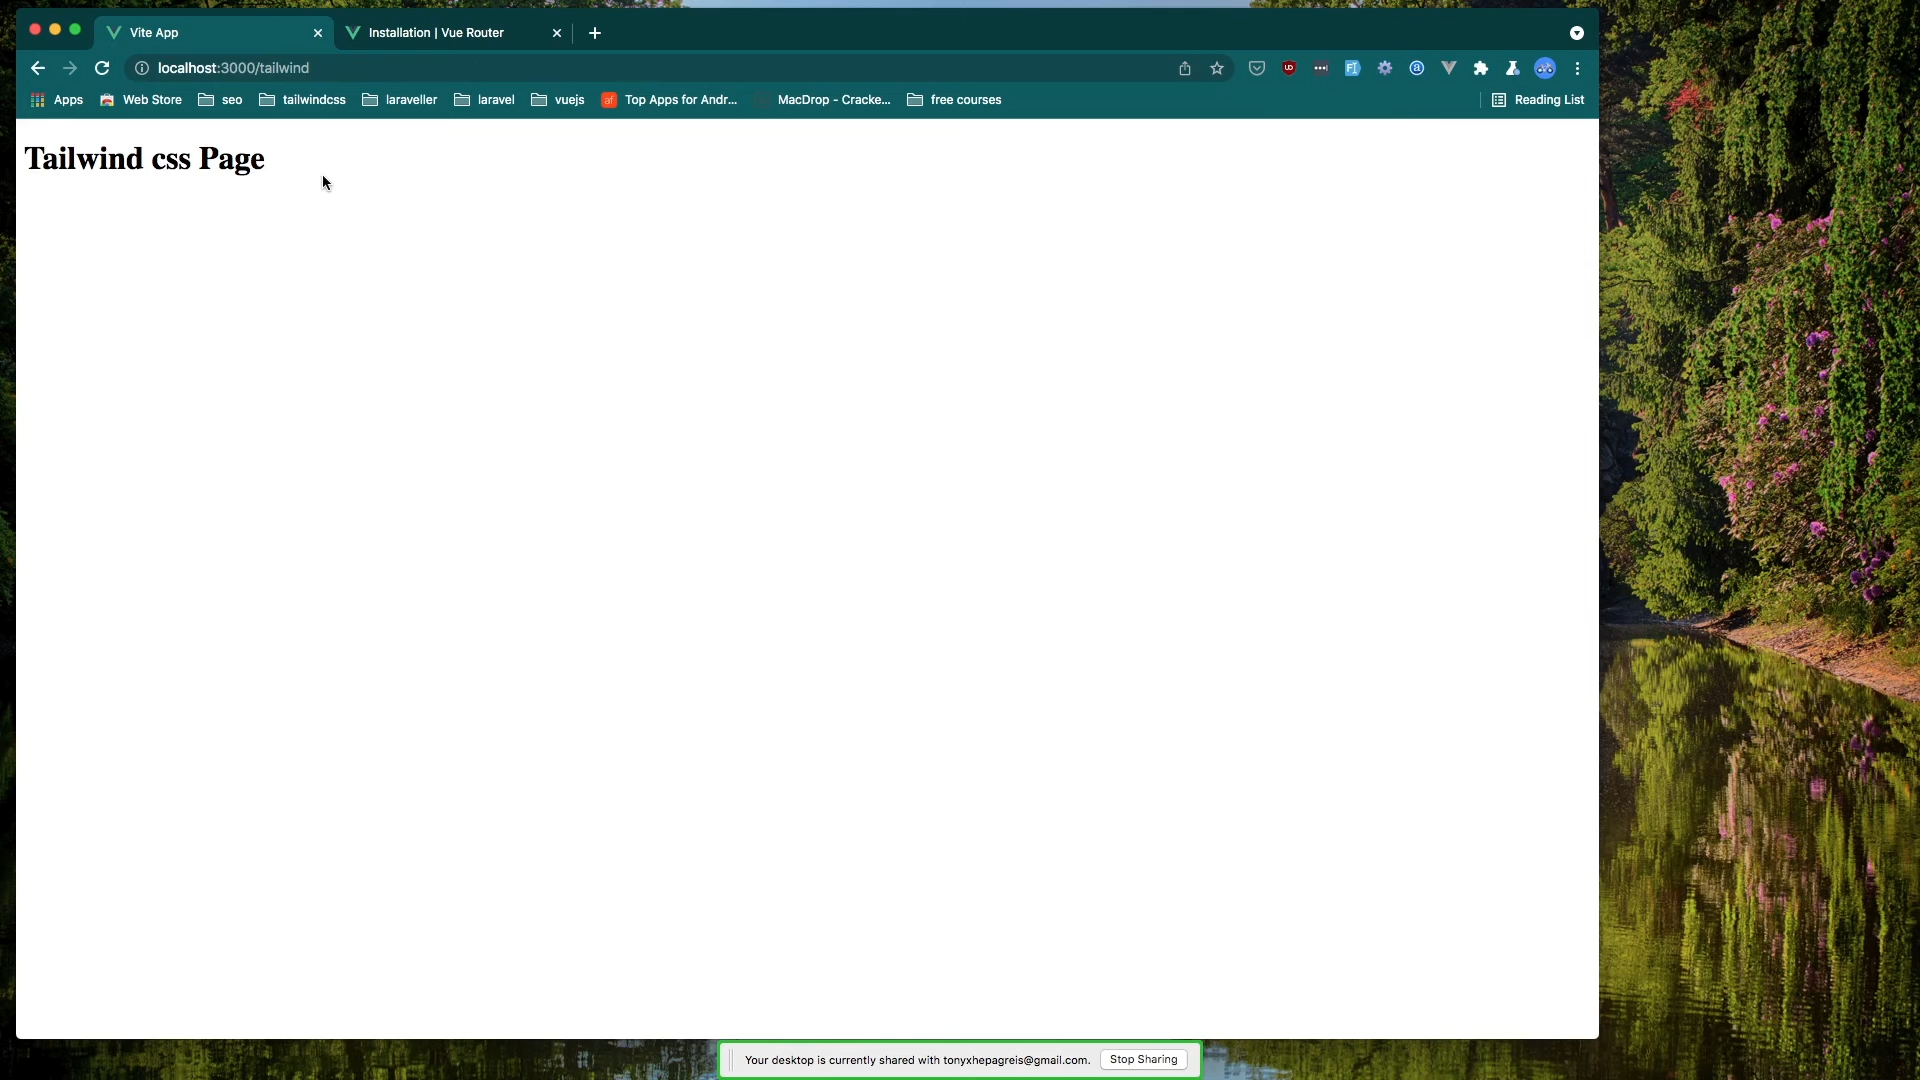 Vite App
Installation | Vue Router
localhost:3000/tailwind
Apps
Web Store
seo
tailwindcss
laraveller
laravel
vuejs
af
Top Apps for Andr...
MacDrop - Cracke...
free courses
Reading List
Tailwind css Page
Your desktop is currently shared with tonyxhepagreis@gmail.com.
Stop Sharing